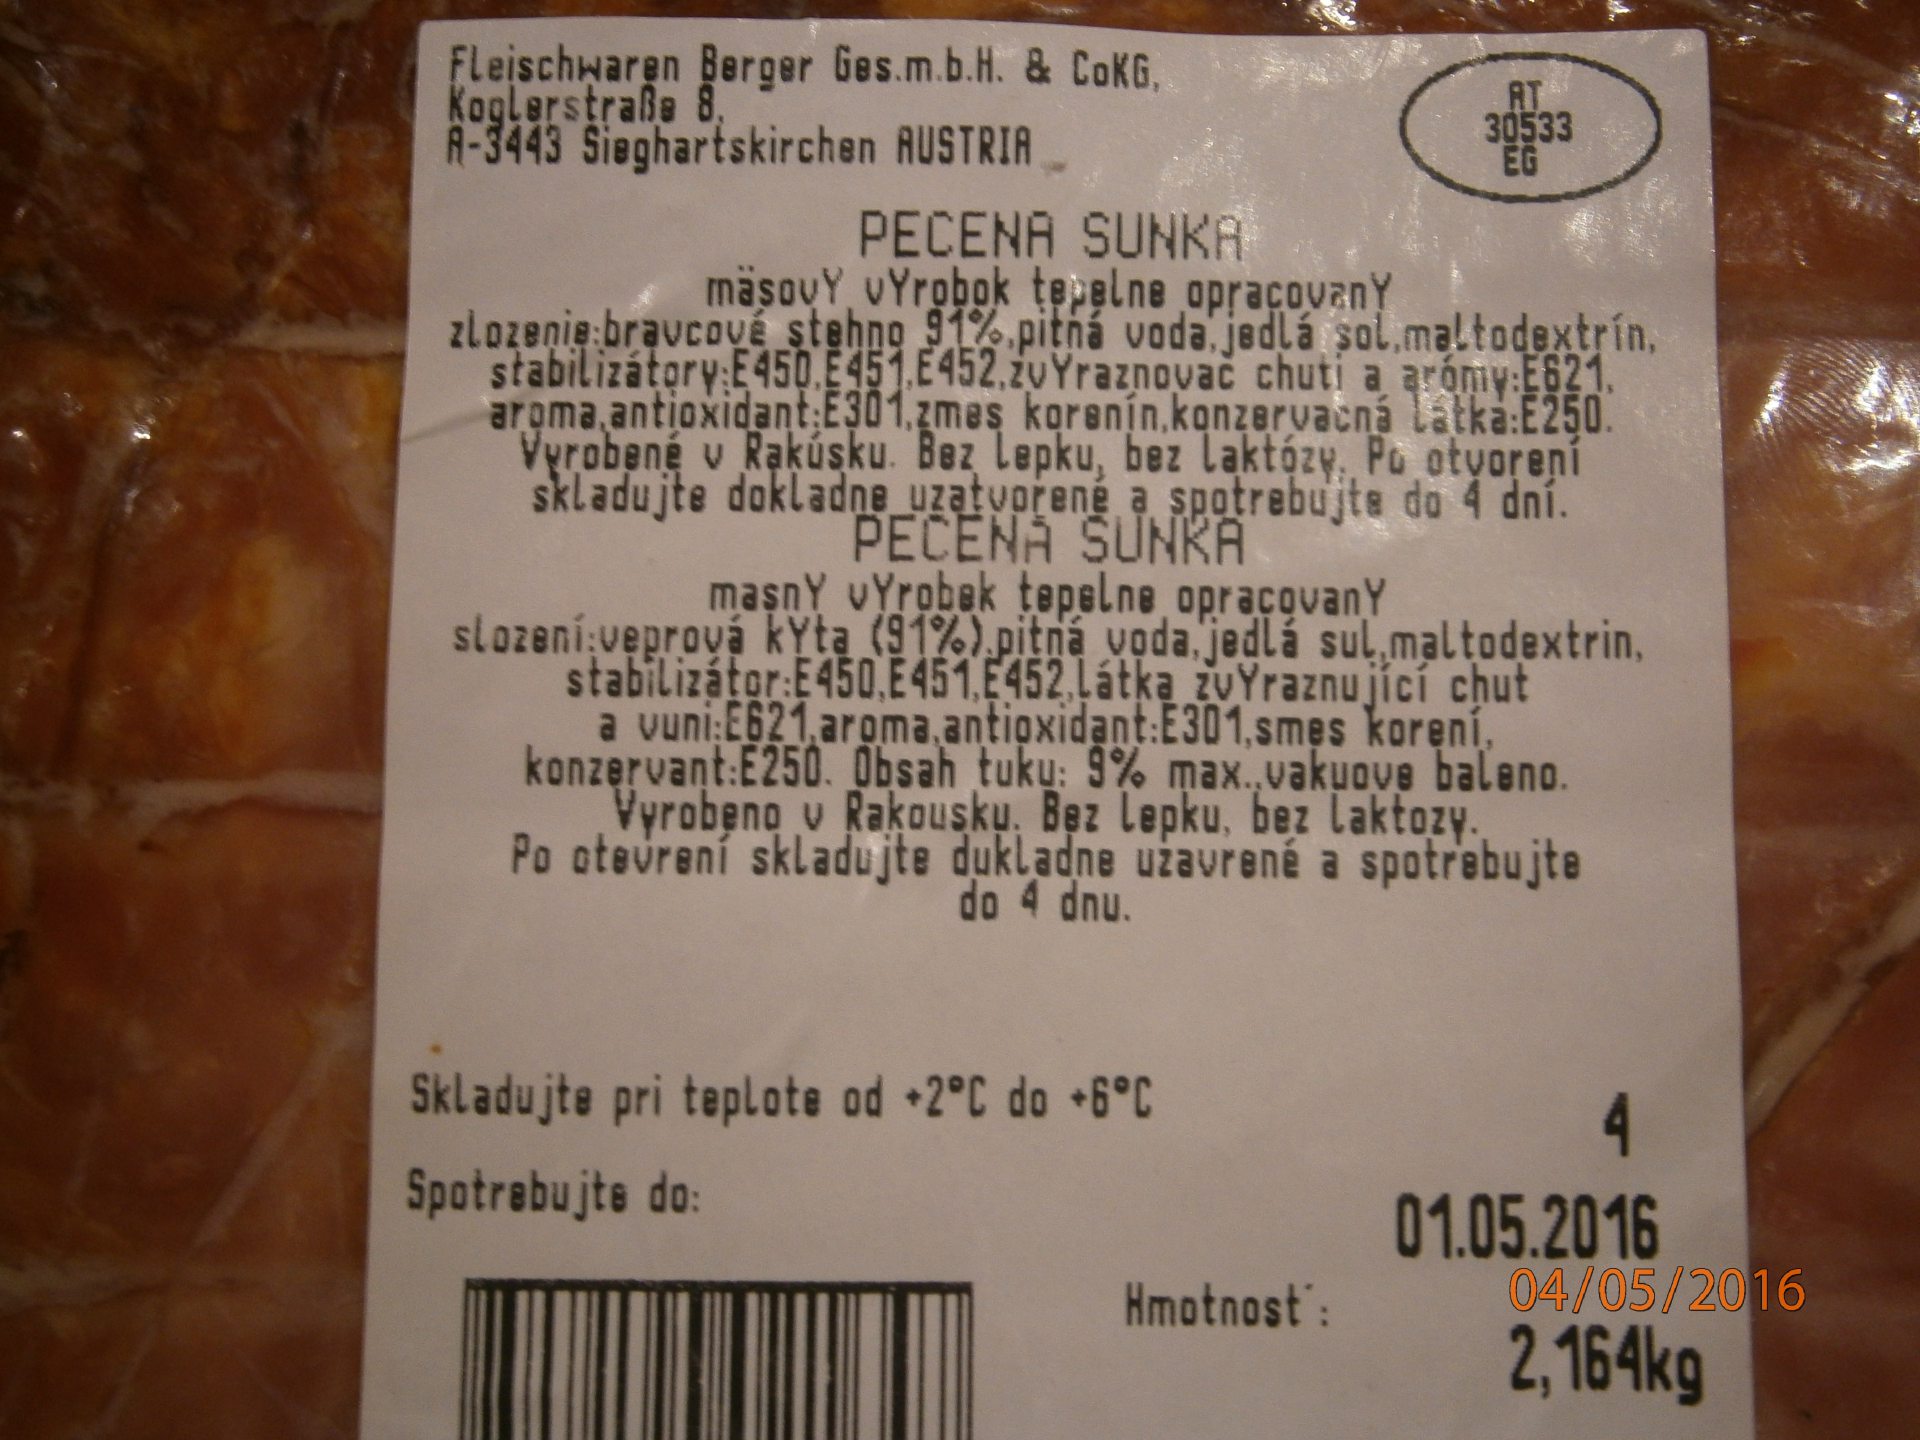 Fleischwaren Berger Ges.m.b.H. & CoKG,
Koglerstraße 8,
A-3443 Sieghartskirchen AUSTRIA
AT
30533
EG
PECENA SUNKA
mäsovY vYrobok tepelne opracovanY
zlozenie:bravcové stehno 91%,pitná voda,jedlá sol,maltodextrín,
stabilizátory:E450,E451,E452,zvYraznovac chuti a arómy:E621,
aroma,antioxidant:E301,zmes korenín,konzervacná látka:E250.
Vyrobené v Rakúsku. Bez lepku, bez laktózy. Po otvorení
skladujte dokladne uzatvorené a spotrebujte do 4 dní.
PECENA SUNKA
masnY vYrobek tepelne opracovanY
slození:veprová kYta (91%),pitná voda,jedlá sul,maltodextrin,
stabilizátor:E450,E451,E452,látka zvYraznující chut
a vuni:E621,aroma,antioxidant:E301,smes korení,
konzervant:E250. Obsah tuku: 9% max.,vakuove baleno.
Vyrobeno v Rakousku. Bez lepku, bez laktozy.
Po otevrení skladujte dukladne uzavrené a spotrebujte
do 4 dnu.
Skladujte pri teplote od +2°C do +6°C
4
Spotrebujte do:
01.05.2016
04/05/2016
Hmotnost´:
2,164kg